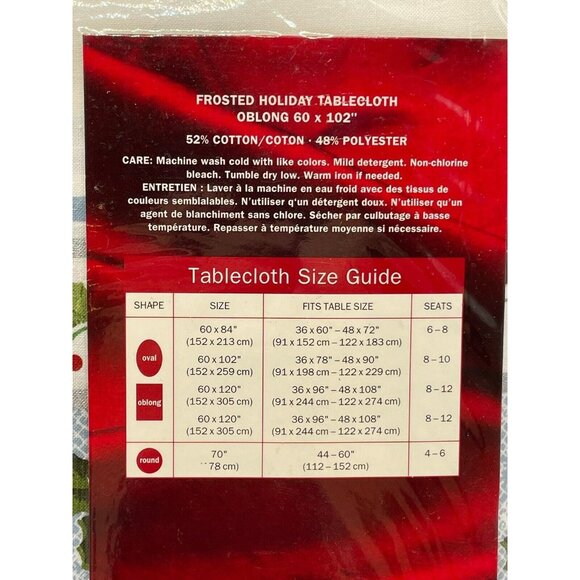 FROSTED HOLIDAY TABLECLOTH
OBLONG 60 x 102"
52% COTTON/COTON · 48% POLYESTER
CARE: Machine wash cold with like colors. Mild detergent. Non-chlorine
bleach. Tumble dry low. Warm iron if needed.
ENTRETIEN : Laver à la machine en eau froid avec des tissus de
couleurs semblalables. N'utiliser q'un détergent doux. N'utiliser qu'un
agent de blanchiment sans chlore. Sécher par culbutage à basse
température. Repasser à température moyenne si nécessaire.
Tablecloth Size Guide
SHAPE SIZE FITS TABLE SIZE SEATS
60 x 84" 36 x 60" – 48 x 72" 6 – 8
(152 x 213 cm) (91 x 152 cm – 122 x 183 cm)
oval 60 x 102" 36 x 78" – 48 x 90" 8 – 10
(152 x 259 cm) (91 x 198 cm – 122 x 229 cm)
oblong 60 x 120" 36 x 96" – 48 x 108" 8 – 12
(152 x 305 cm) (91 x 244 cm – 122 x 274 cm)
60 x 120" 36 x 96" – 48 x 108" 8 – 12
(152 x 305 cm) (91 x 244 cm – 122 x 274 cm)
round 70" 44 – 60" 4 – 6
78 cm) (112 – 152 cm)